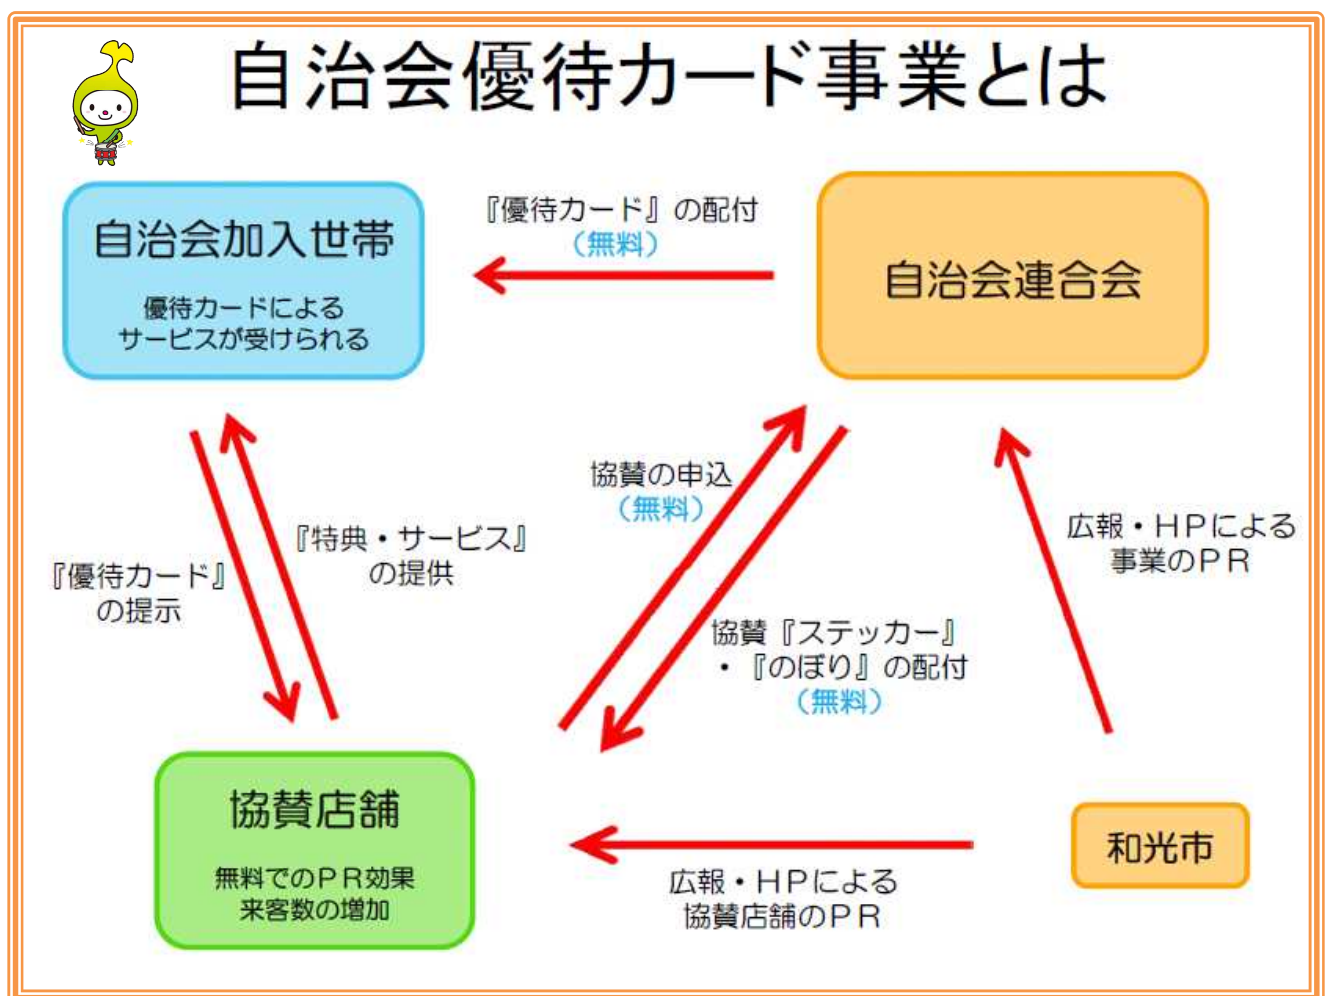 自治会優待カード事業とは
自治会加入世帯
優待カードによる
サービスが受けられる
『優待カード』の配付
（無料）
自治会連合会
協賛の申込
（無料）
広報・ＨＰによる
事業のＰＲ
『特典・サービス』
の提供
『優待カード』
の提示
協賛『ステッカー』
・『のぼり』の配付
（無料）
協賛店舗
無料でのＰＲ効果
来客数の増加
和光市
広報・ＨＰによる
協賛店舗のＰＲ